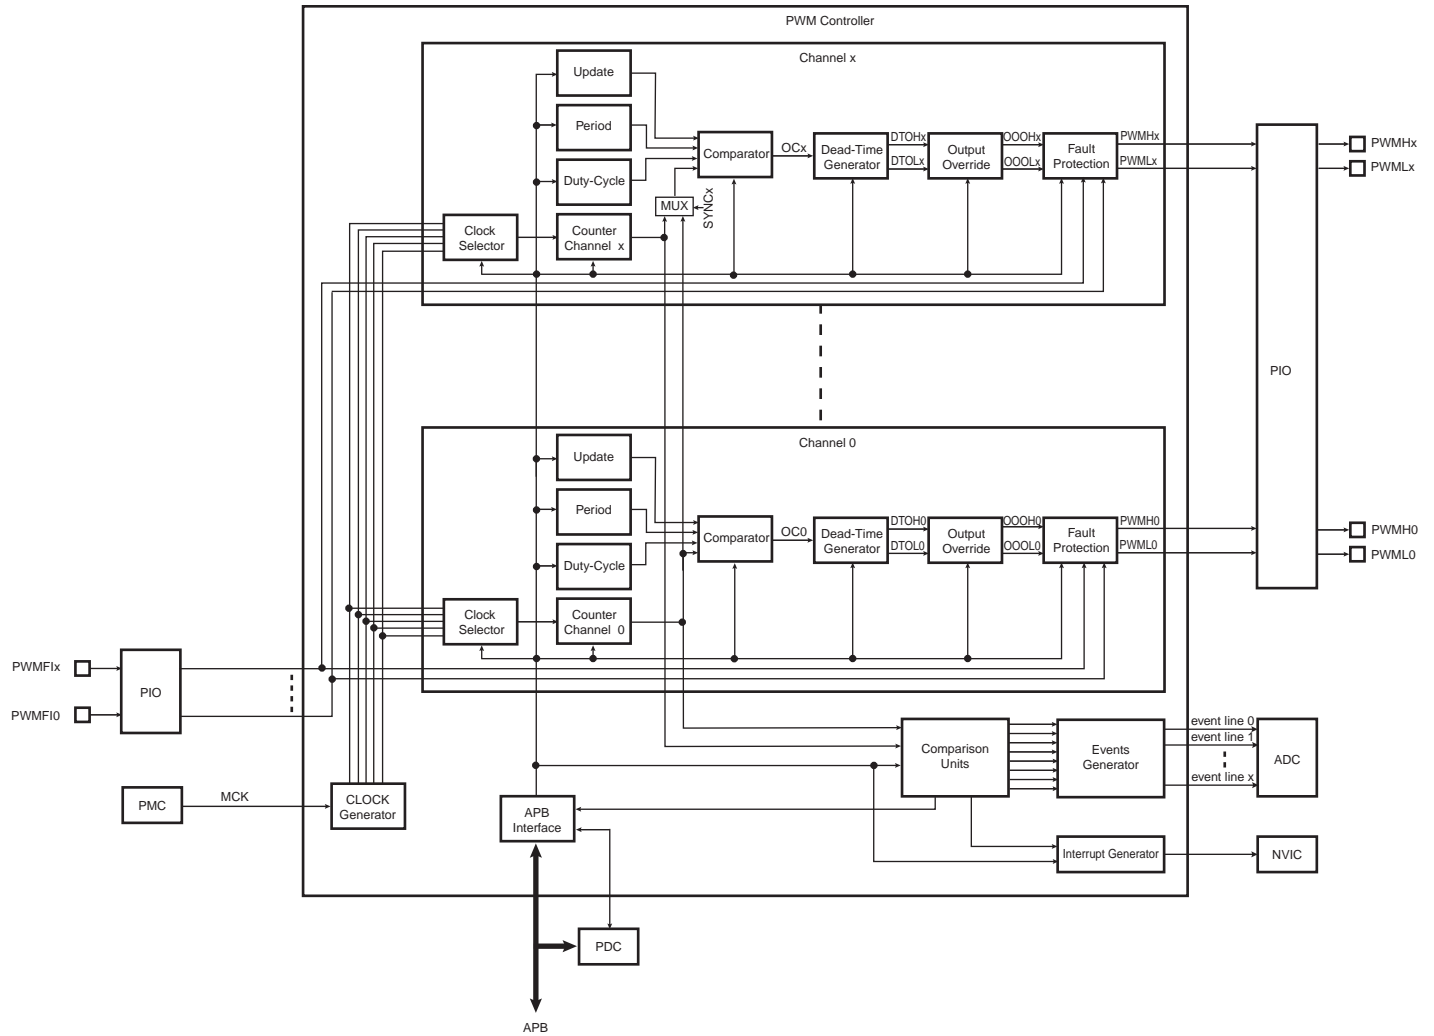 PWM Controller
Channel x
Update
Period
Duty-Cycle
Clock
Selector
Counter
Channel x
MUX
SYNCx
Comparator
OCx
Dead-Time
Generator
DTOHx
DTOLx
Output
Override
OOOHx
OOOLx
Fault
Protection
PWMHx
PWMLx
PIO
PWMHx
PWMLx
Channel 0
Update
Period
Duty-Cycle
Clock
Selector
Counter
Channel 0
Comparator
OC0
Dead-Time
Generator
DTOH0
DTOL0
Output
Override
OOOH0
OOOL0
Fault
Protection
PWMH0
PWML0
PWMH0
PWML0
PWMFIx
PWMFI0
PIO
PMC
MCK
CLOCK
Generator
APB
Interface
Comparison
Units
Events
Generator
event line 0
event line 1
event line x
ADC
Interrupt Generator
NVIC
PDC
APB